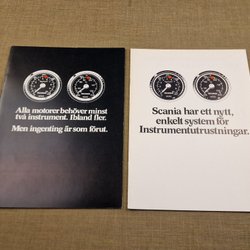 Alla motorer behöver minst
två instrument. Ibland fler.
Men ingenting är som förut.
Scania har ett nytt,
enkelt system för
Instrumentutrustningar.